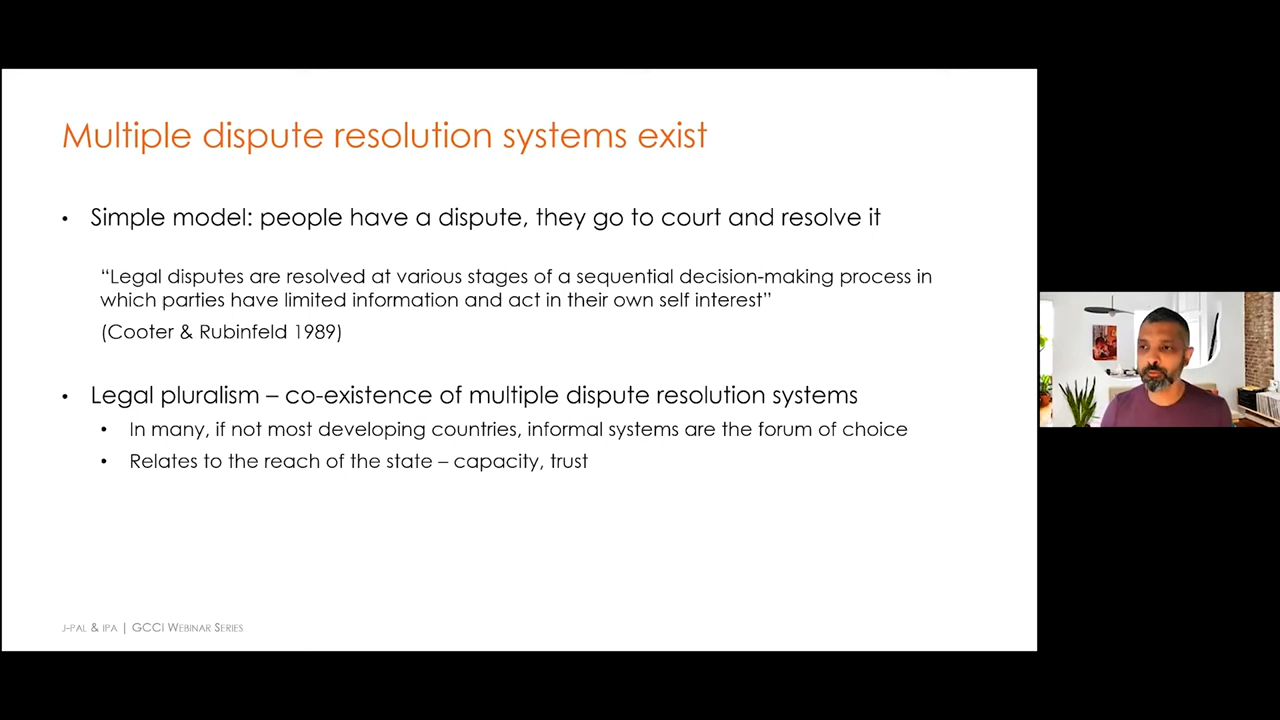 Multiple dispute resolution systems exist
• Simple model: people have a dispute, they go to court and resolve it
“Legal disputes are resolved at various stages of a sequential decision-making process in
which parties have limited information and act in their own self interest”
(Cooter & Rubinfeld 1989)
• Legal pluralism – co-existence of multiple dispute resolution systems
• In many, if not most developing countries, informal systems are the forum of choice
• Relates to the reach of the state – capacity, trust
J-PAL & IPA | GCCI WEBINAR SERIES